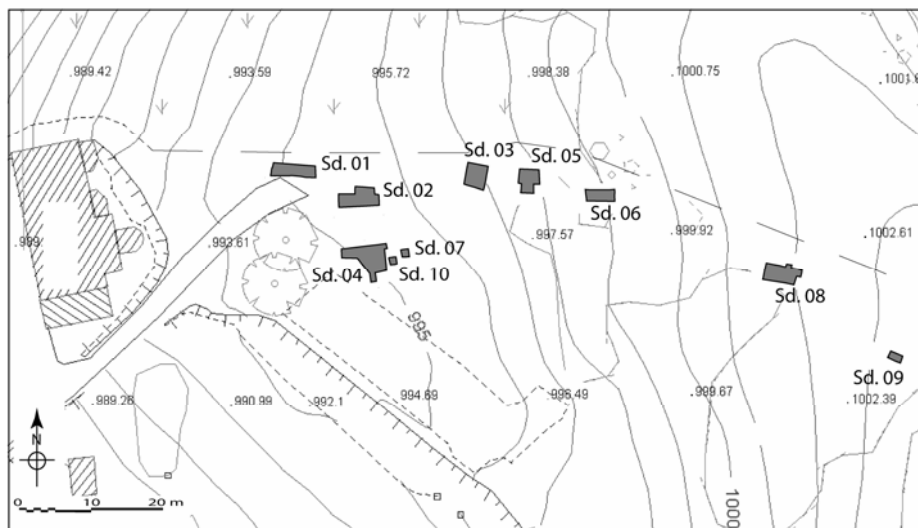 .989.42
.993.59
.995.72
.998.38
.1000.75
Sd. 01
Sd. 03
Sd. 05
Sd. 02
Sd. 06
.993.61
Sd. 07
Sd. 04
Sd. 10
.997.57
.999.92
.1002.61
Sd. 08
995
Sd. 09
.989.26
.990.99
.992.1
.994.69
.996.49
.999.67
.1002.39
N
0 10 20 m
1000